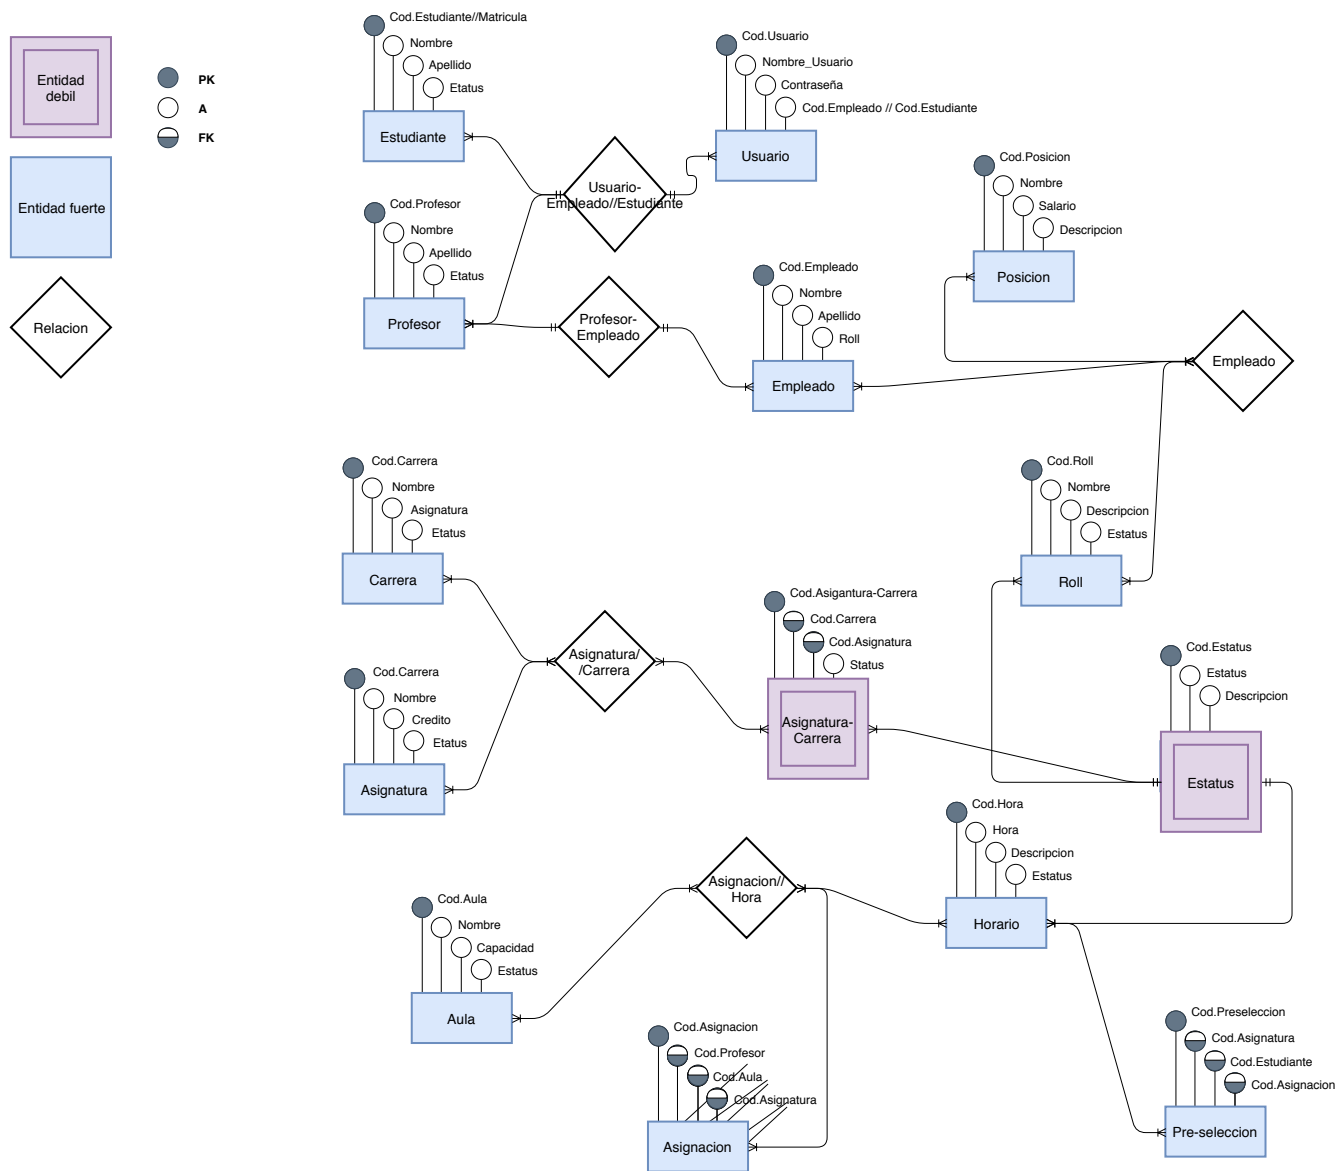 Entidad
debil
Entidad fuerte
Relacion
PK
A
FK
Cod.Estudiante//Matricula
Nombre
Apellido
Etatus
Estudiante
Cod.Usuario
Nombre_Usuario
Contraseña
Cod.Empleado // Cod.Estudiante
Usuario
Usuario-
Empleado//Estudiante
Cod.Profesor
Nombre
Apellido
Etatus
Profesor
Profesor-
Empleado
Cod.Empleado
Nombre
Apellido
Roll
Empleado
Cod.Posicion
Nombre
Salario
Descripcion
Posicion
Empleado
Cod.Carrera
Nombre
Asignatura
Etatus
Carrera
Cod.Roll
Nombre
Descripcion
Estatus
Roll
Cod.Carrera
Nombre
Credito
Etatus
Asignatura
Asignatura/
/Carrera
Cod.Asigantura-Carrera
Cod.Carrera
Cod.Asignatura
Status
Asignatura-
Carrera
Cod.Estatus
Estatus
Descripcion
Estatus
Cod.Hora
Hora
Descripcion
Estatus
Horario
Asignacion//
Hora
Cod.Aula
Nombre
Capacidad
Estatus
Aula
Cod.Asignacion
Cod.Profesor
Cod.Aula
Cod.Asignatura
Asignacion
Cod.Preseleccion
Cod.Asignatura
Cod.Estudiante
Cod.Asignacion
Pre-seleccion